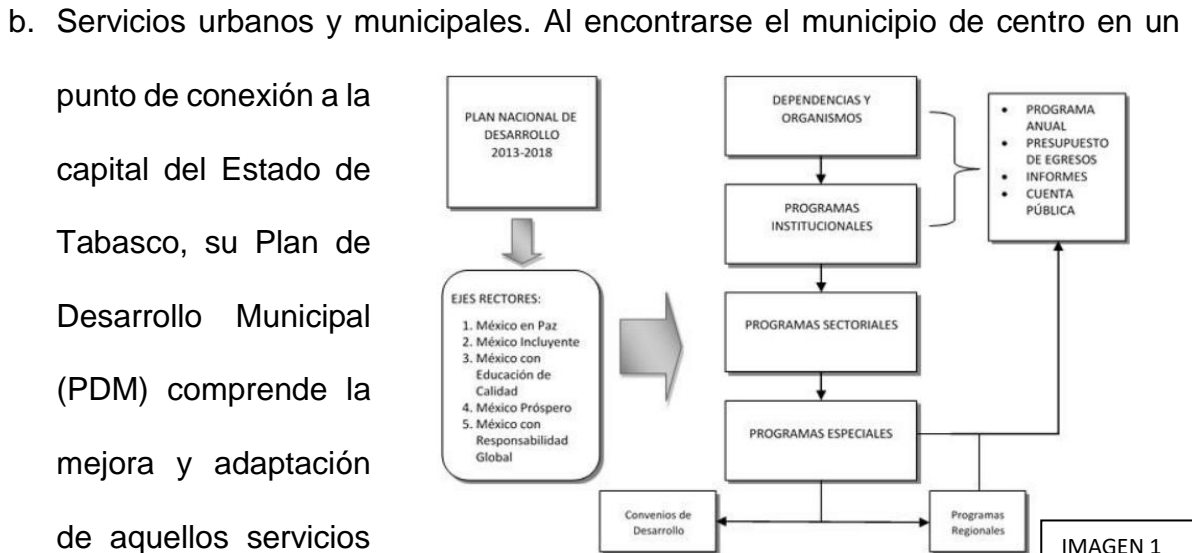 b. Servicios urbanos y municipales. Al encontrarse el municipio de centro en un
punto de conexión a la
capital del Estado de
Tabasco, su Plan de
Desarrollo Municipal
(PDM) comprende la
mejora y adaptación
de aquellos servicios
PLAN NACIONAL DE
DESARROLLO
2013-2018
EJES RECTORES:
1. México en Paz
2. México Incluyente
3. México con
Educación de
Calidad
4. México Próspero
5. México con
Responsabilidad
Global
DEPENDENCIAS Y
ORGANISMOS
PROGRAMAS
INSTITUCIONALES
PROGRAMAS SECTORIALES
PROGRAMAS ESPECIALES
Convenios de
Desarrollo
Programas
Regionales
• PROGRAMA
ANUAL
• PRESUPUESTO
DE EGRESOS
• INFORMES
• CUENTA
PÚBLICA
IMAGEN 1